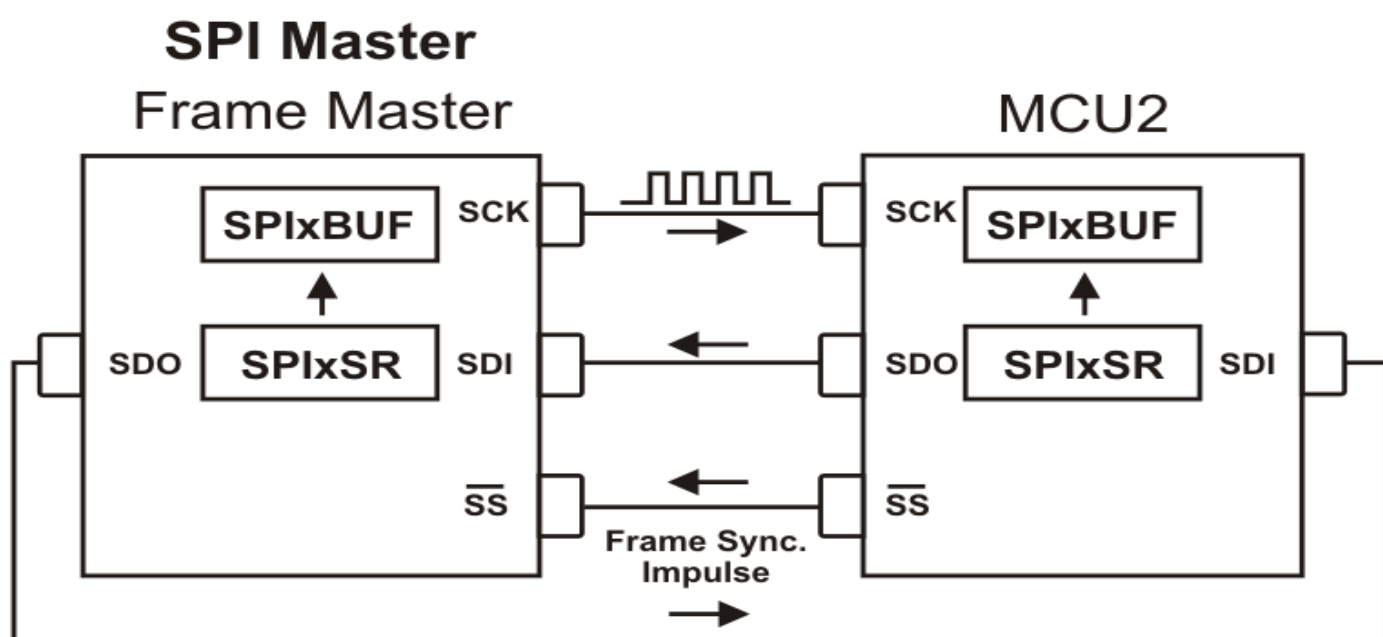 SPI Master
Frame Master
MCU2
SPIxBUF
SCK
SCK
SPIxBUF
SDO
SPIxSR
SDI
SDO
SPIxSR
SDI
SS
SS
Frame Sync.
Impulse